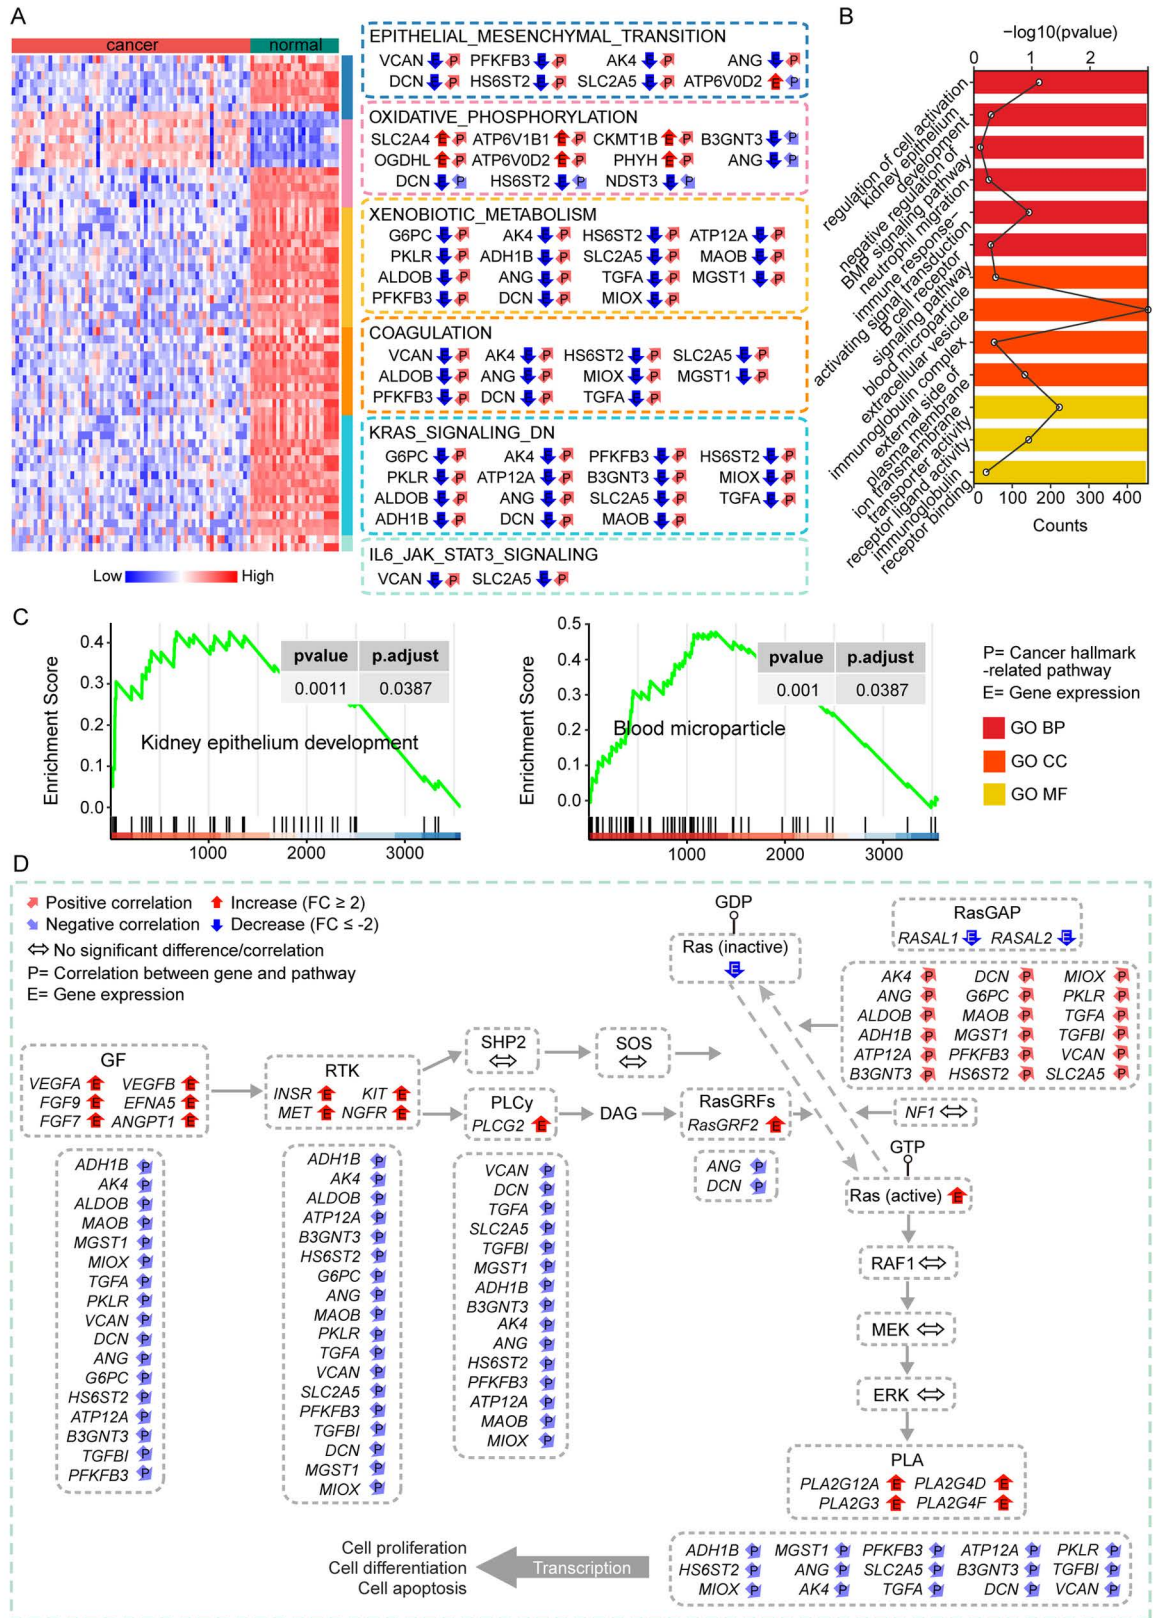 A
cancer
normal
Low
High
EPITHELIAL_MESENCHYMAL_TRANSITION
VCAN E P PFKFB3 E P AK4 E P ANG E P
DCN E P HS6ST2 E P SLC2A5 E P ATP6V0D2 E P
OXIDATIVE_PHOSPHORYLATION
SLC2A4 E P ATP6V1B1 E P CKMT1B E P B3GNT3 E P
OGDHL E P ATP6V0D2 E P PHYH E P ANG E P
DCN E P HS6ST2 E P NDST3 E P
XENOBIOTIC_METABOLISM
G6PC E P AK4 E P HS6ST2 E P ATP12A E P
PKLR E P ADH1B E P SLC2A5 E P MAOB E P
ALDOB E P ANG E P TGFA E P MGST1 E P
PFKFB3 E P DCN E P MIOX E P
COAGULATION
VCAN E P AK4 E P HS6ST2 E P SLC2A5 E P
ALDOB E P ANG E P MIOX E P MGST1 E P
PFKFB3 E P DCN E P TGFA E P
KRAS_SIGNALING_DN
G6PC E P AK4 E P PFKFB3 E P HS6ST2 E P
PKLR E P ATP12A E P B3GNT3 E P MIOX E P
ALDOB E P ANG E P SLC2A5 E P TGFA E P
ADH1B E P DCN E P MAOB E P
IL6_JAK_STAT3_SIGNALING
VCAN E P SLC2A5 E P
B
−log10(pvalue)
0 1 2
regulation of cell activation
kidney epithelium
development
negative regulation of
BMP signaling pathway
neutrophil migration
immune response−
activating signal transduction
B cell receptor
signaling pathway
blood microparticle
extracellular vesicle
immunoglobulin complex
external side of
plasma membrane
ion transmembrane
transporter activity
receptor ligand activity
immunoglobulin
receptor binding
0 100 200 300 400
Counts
C
Enrichment Score
0.4
0.3
0.2
0.1
0.0
pvalue p.adjust
0.0011 0.0387
Kidney epithelium development
1000 2000 3000
Enrichment Score
0.5
0.4
0.3
0.2
0.1
0.0
pvalue p.adjust
0.001 0.0387
Blood microparticle
1000 2000 3000
P= Cancer hallmark
-related pathway
E= Gene expression
GO BP
GO CC
GO MF
D
Positive correlation Increase (FC ≥ 2)
Negative correlation Decrease (FC ≤ -2)
No significant difference/correlation
P= Correlation between gene and pathway
E= Gene expression
GDP
Ras (inactive)
E
RasGAP
RASAL1 E RASAL2 E
AK4 P DCN P MIOX P
ANG P G6PC P PKLR P
ALDOB P MAOB P TGFA P
ADH1B P MGST1 P TGFBI P
ATP12A P PFKFB3 P VCAN P
B3GNT3 P HS6ST2 P SLC2A5 P
GF
VEGFA E VEGFB E
FGF9 E EFNA5 E
FGF7 E ANGPT1 E
RTK
INSR E KIT E
MET E NGFR E
SHP2
SOS
PLCy
PLCG2 E
DAG
RasGRFs
RasGRF2 E
NF1
ANG P
DCN P
GTP
Ras (active) E
RAF1
MEK
ERK
PLA
PLA2G12A E PLA2G4D E
PLA2G3 E PLA2G4F E
ADH1B P
AK4 P
ALDOB P
MAOB P
MGST1 P
MIOX P
TGFA P
PKLR P
VCAN P
DCN P
ANG P
G6PC P
HS6ST2 P
ATP12A P
B3GNT3 P
TGFBI P
PFKFB3 P
ADH1B P
AK4 P
ALDOB P
ATP12A P
B3GNT3 P
HS6ST2 P
G6PC P
ANG P
MAOB P
PKLR P
TGFA P
VCAN P
SLC2A5 P
PFKFB3 P
TGFBI P
DCN P
MGST1 P
MIOX P
VCAN P
DCN P
TGFA P
SLC2A5 P
TGFBI P
MGST1 P
ADH1B P
B3GNT3 P
AK4 P
ANG P
HS6ST2 P
PFKFB3 P
ATP12A P
MAOB P
MIOX P
ADH1B P MGST1 P PFKFB3 P ATP12A P PKLR P
HS6ST2 P ANG P SLC2A5 P B3GNT3 P TGFBI P
MIOX P AK4 P TGFA P DCN P VCAN P
Transcription
Cell proliferation
Cell differentiation
Cell apoptosis